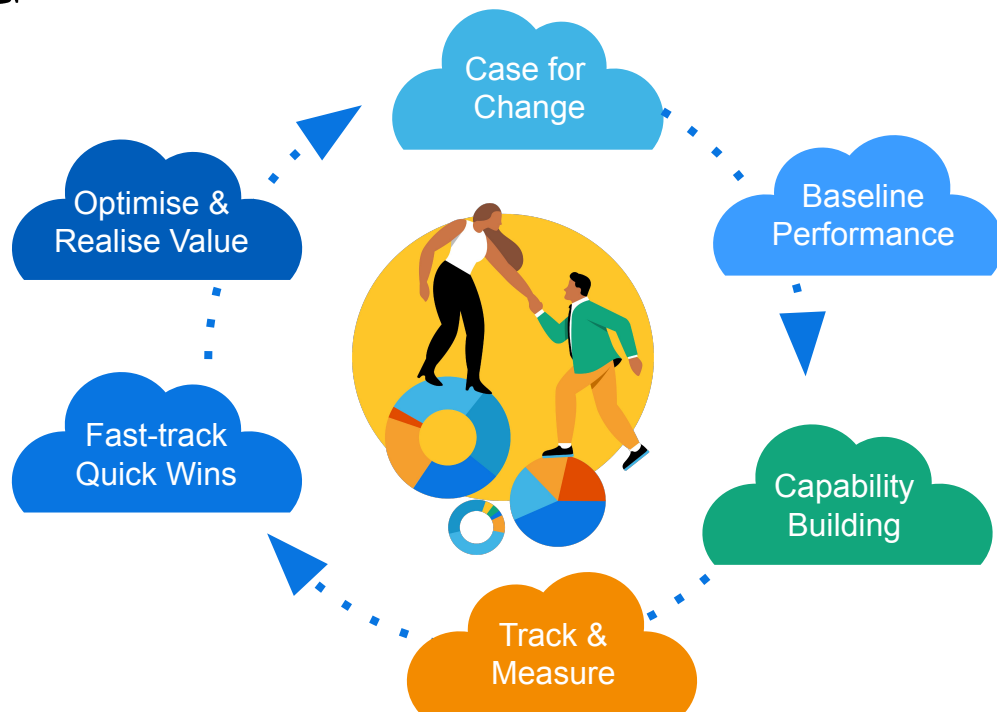 Case for
Change
Baseline
Performance
Capability
Building
Track &
Measure
Fast-track
Quick Wins
Optimise &
Realise Value